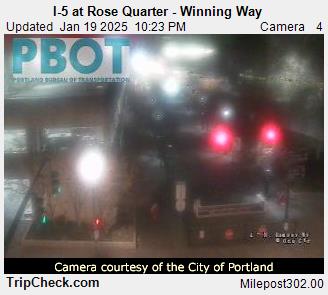 I-5 at Rose Quarter - Winning Way
Updated Jan 19 2025 10:23 PM Camera 4
PBOT
PORTLAND BUREAU OF TRANSPORTATION
Camera courtesy of the City of Portland
TripCheck.com Milepost302.00